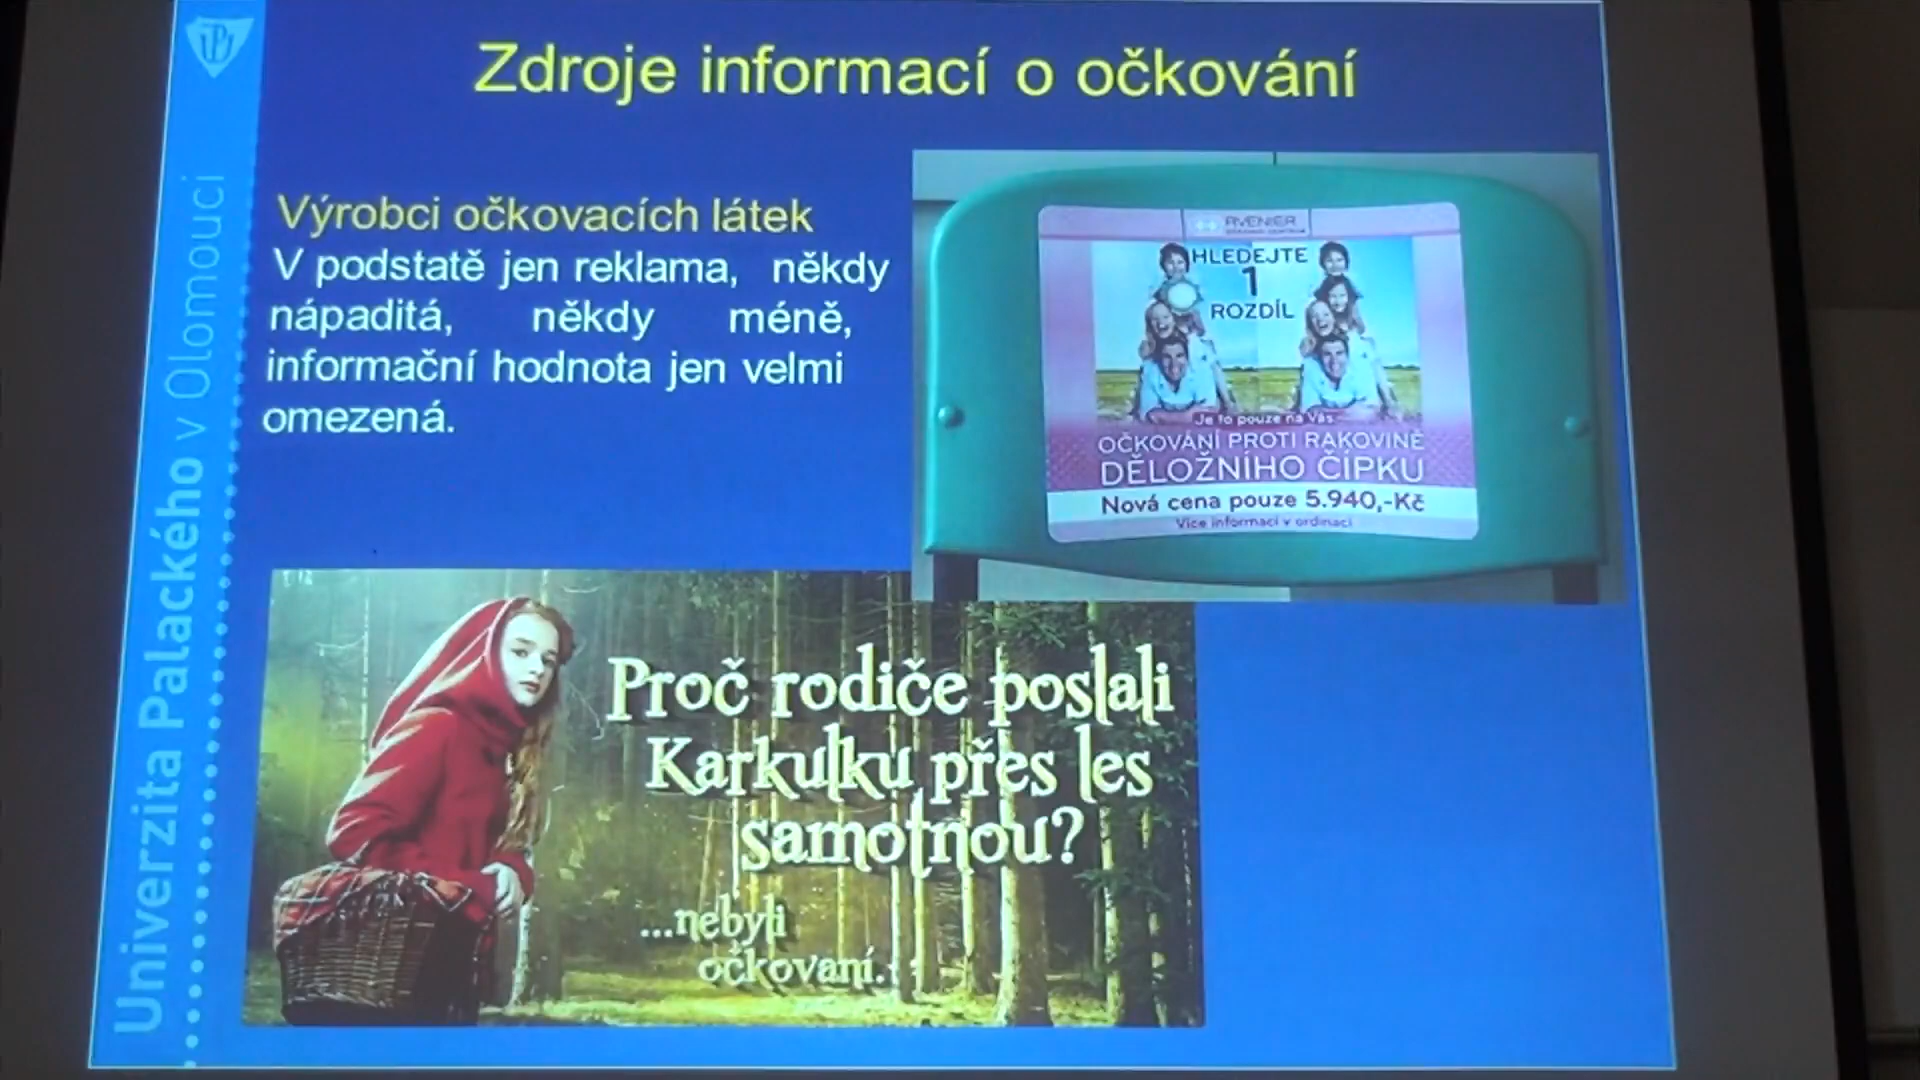 Zdroje informací o očkování
Univerzita Palackého v Olomouci
Výrobci očkovacích látek
V podstatě jen reklama, někdy
nápaditá, někdy méně,
informační hodnota jen velmi
omezená.
AVENIER
HLEDEJTE
1
ROZDÍL
Je to pouze na Vás
OČKOVÁNÍ PROTI RAKOVINĚ
DĚLOŽNÍHO ČÍPKU
Nová cena pouze 5.940,-Kč
Více informací v ordinaci
Proč rodiče poslali
Karkulku přes les
samotnou?
...nebyli
očkovaní.